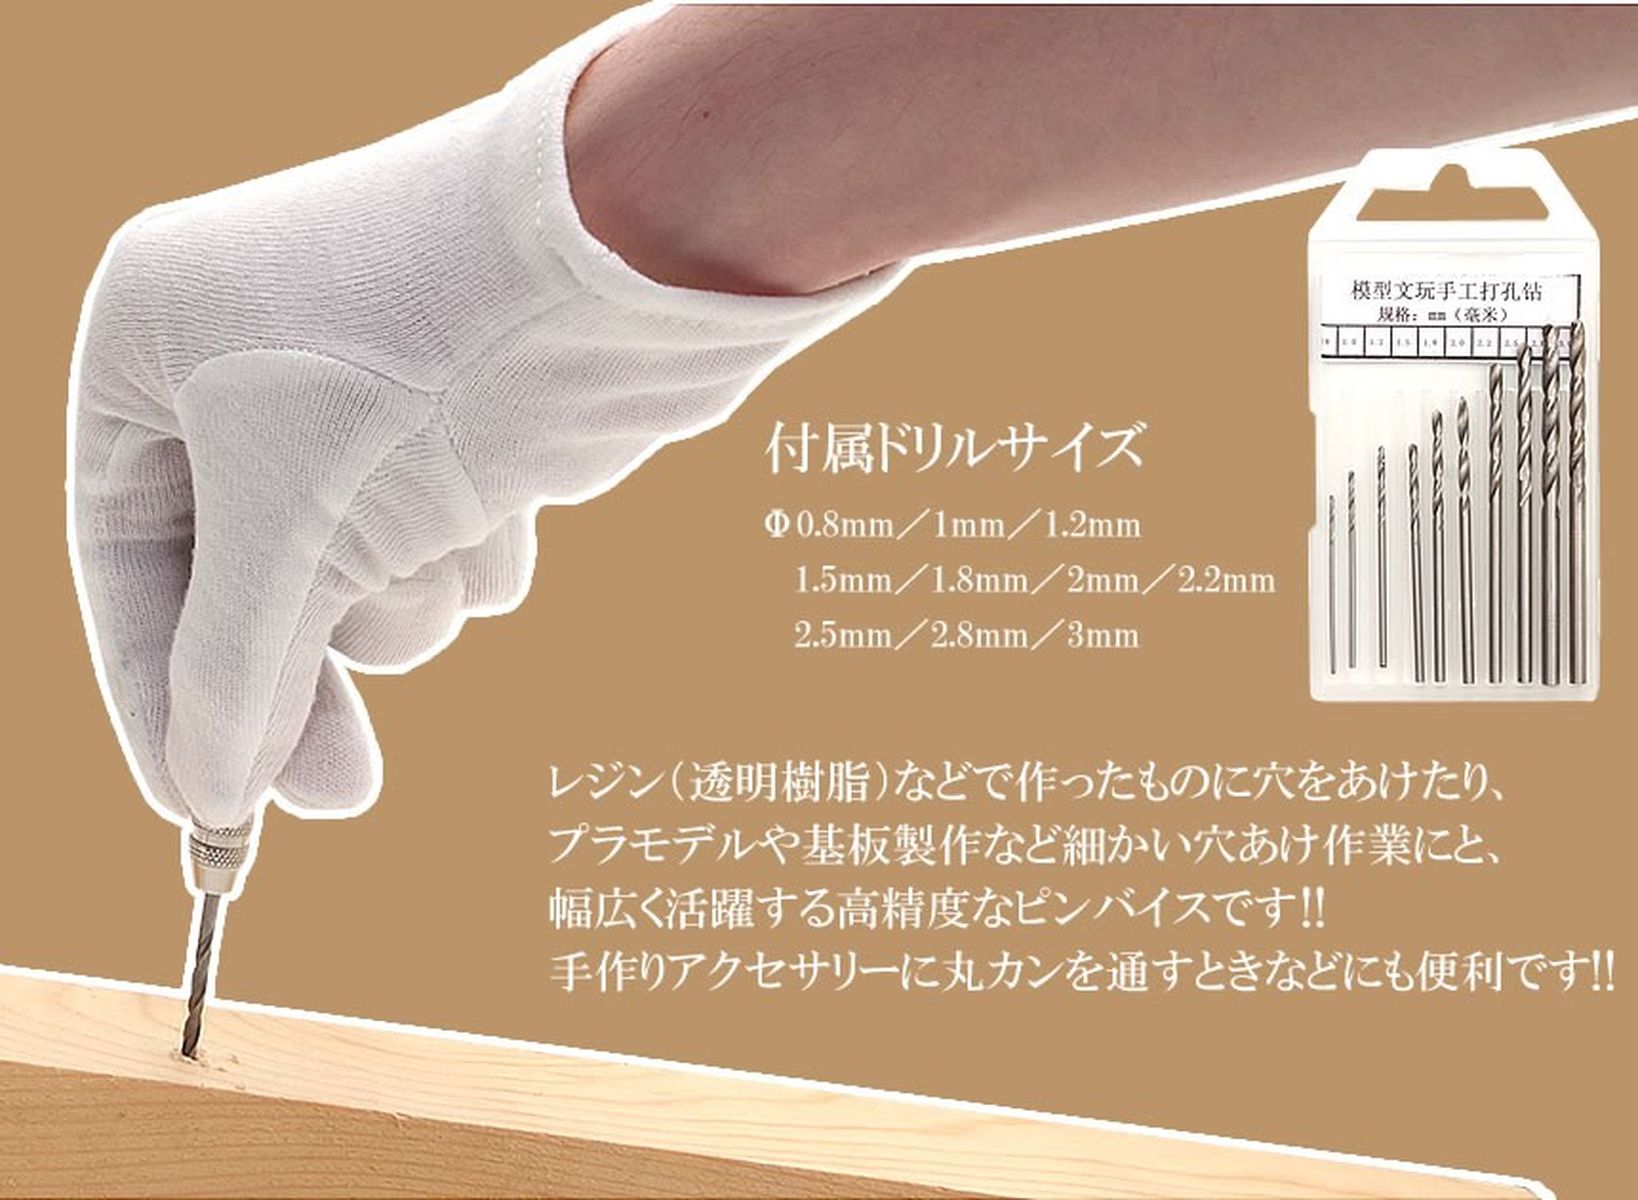 模型文玩手工打孔钻
规格：mm（毫米）
付属ドリルサイズ
Φ0.8mm／1mm／1.2mm
1.5mm／1.8mm／2mm／2.2mm
2.5mm／2.8mm／3mm
レジン（透明樹脂）などで作ったものに穴をあけたり、
プラモデルや基板製作など細かい穴あけ作業にと、
幅広く活躍する高精度なピンバイスです!!
手作りアクセサリーに丸カンを通すときなどにも便利です!!